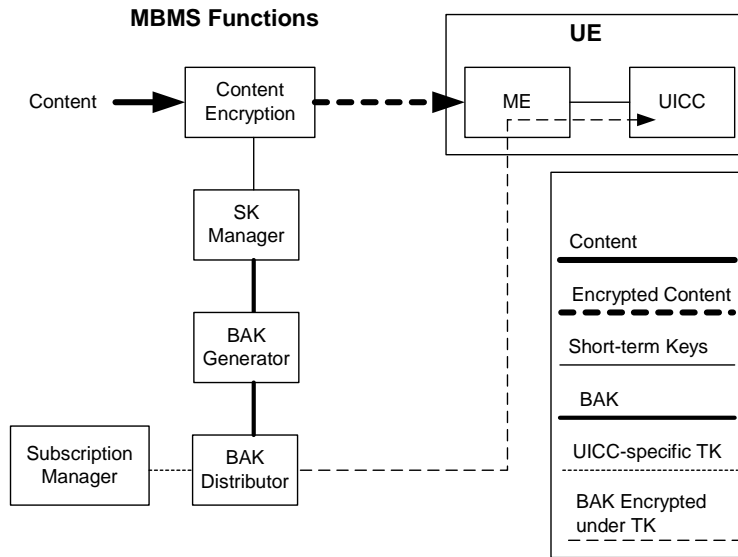 MBMS Functions
UE
Content
Content
Encryption
ME
UICC
SK
Manager
BAK
Generator
Subscription
Manager
BAK
Distributor
Content
Encrypted Content
Short-term Keys
BAK
UICC-specific TK
BAK Encrypted
under TK